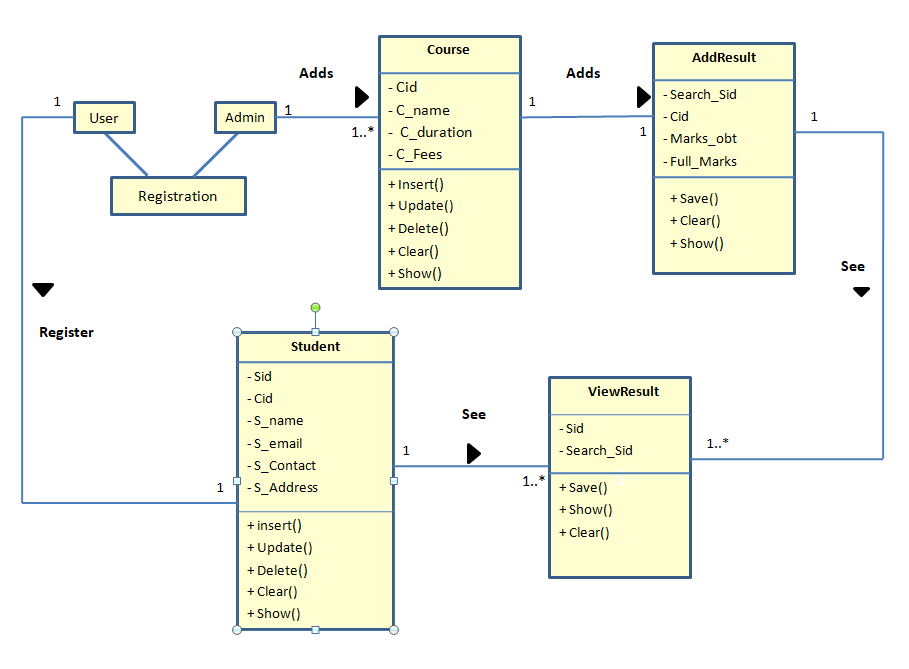 1
User
Admin
1
Registration
Register
1
Adds
1..*
Course
- Cid
- C_name
- C_duration
- C_Fees
+ Insert()
+ Update()
+ Delete()
+ Clear()
+ Show()
1
Adds
1
AddResult
- Search_Sid
- Cid
- Marks_obt
- Full_Marks
+ Save()
+ Clear()
+ Show()
1
See
Student
- Sid
- Cid
- S_name
- S_email
- S_Contact
- S_Address
+ insert()
+ Update()
+ Delete()
+ Clear()
+ Show()
1
See
1..*
ViewResult
- Sid
- Search_Sid
+ Save()
+ Show()
+ Clear()
1..*